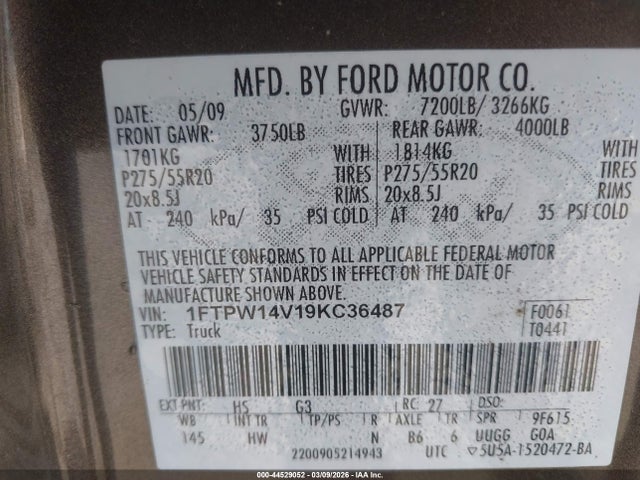 MFD. BY FORD MOTOR CO.
DATE: 05/09 GVWR: 7200LB/ 3266KG
FRONT GAWR: 3750LB REAR GAWR: 4000LB
1701KG WITH 1814KG WITH
P275/55R20 TIRES P275/55R20 TIRES
20x8.5J RIMS 20x8.5J RIMS
AT 240 kPa/ 35 PSI COLD AT 240 kPa/ 35 PSI COLD
THIS VEHICLE CONFORMS TO ALL APPLICABLE FEDERAL MOTOR
VEHICLE SAFETY STANDARDS IN EFFECT ON THE DATE OF
MANUFACTURE SHOWN ABOVE.
VIN: 1FTPW14V19KC36487 F0061
TYPE: Truck T0441
EXT PNT: HS G3 RC: 27 DSO:
WB INT TR TP/PS R AXLE TR SPR 9F615
145 HW N B6 6 UUGG G0A
2200905214943 UTC ▽5U5A-1520472-BA
000-44529052 | 03/09/2026 | IAAI